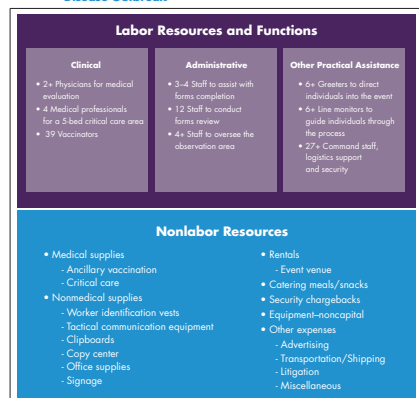 Labor Resources and Functions
Clinical
• 2+ Physicians for medical
evaluation
• 4 Medical professionals
for a 5-bed critical care area
• 39 Vaccinators
Administrative
• 3–4 Staff to assist with
forms completion
• 12 Staff to conduct
forms review
• 4+ Staff to oversee the
observation area
Other Practical Assistance
• 6+ Greeters to direct
individuals into the event
• 6+ Line monitors to
guide individuals through
the process
• 27+ Command staff,
logistics support
and security
Nonlabor Resources
• Medical supplies
- Ancillary vaccination
- Critical care
• Nonmedical supplies
- Worker identification vests
- Tactical communication equipment
- Clipboards
- Copy center
- Office supplies
- Signage
• Rentals
- Event venue
• Catering meals/snacks
• Security chargebacks
• Equipment–noncapital
• Other expenses
- Advertising
- Transportation/Shipping
- Litigation
- Miscellaneous